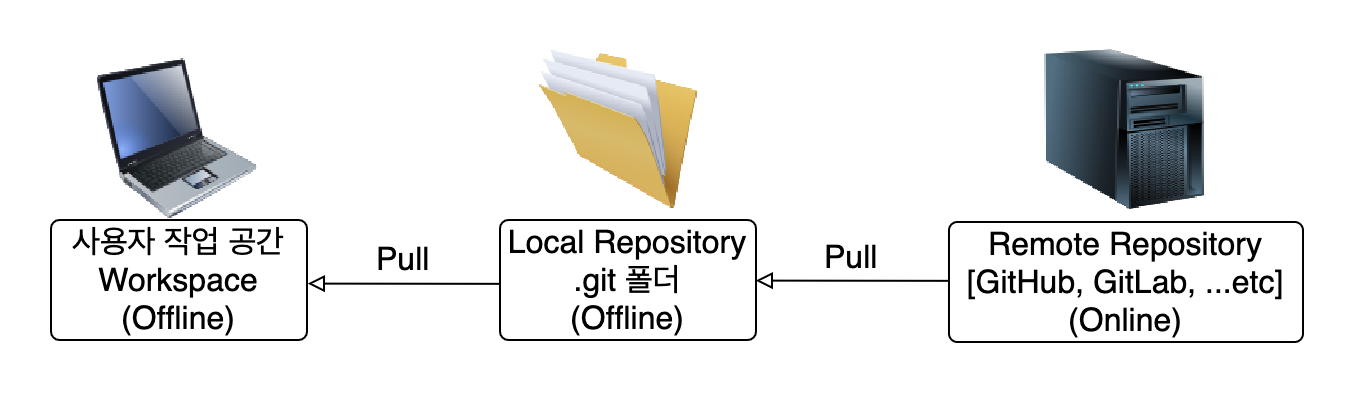 사용자 작업 공간
Workspace
(Offline)
Pull
Local Repository
.git 폴더
(Offline)
Pull
Remote Repository
[GitHub, GitLab, ...etc]
(Online)